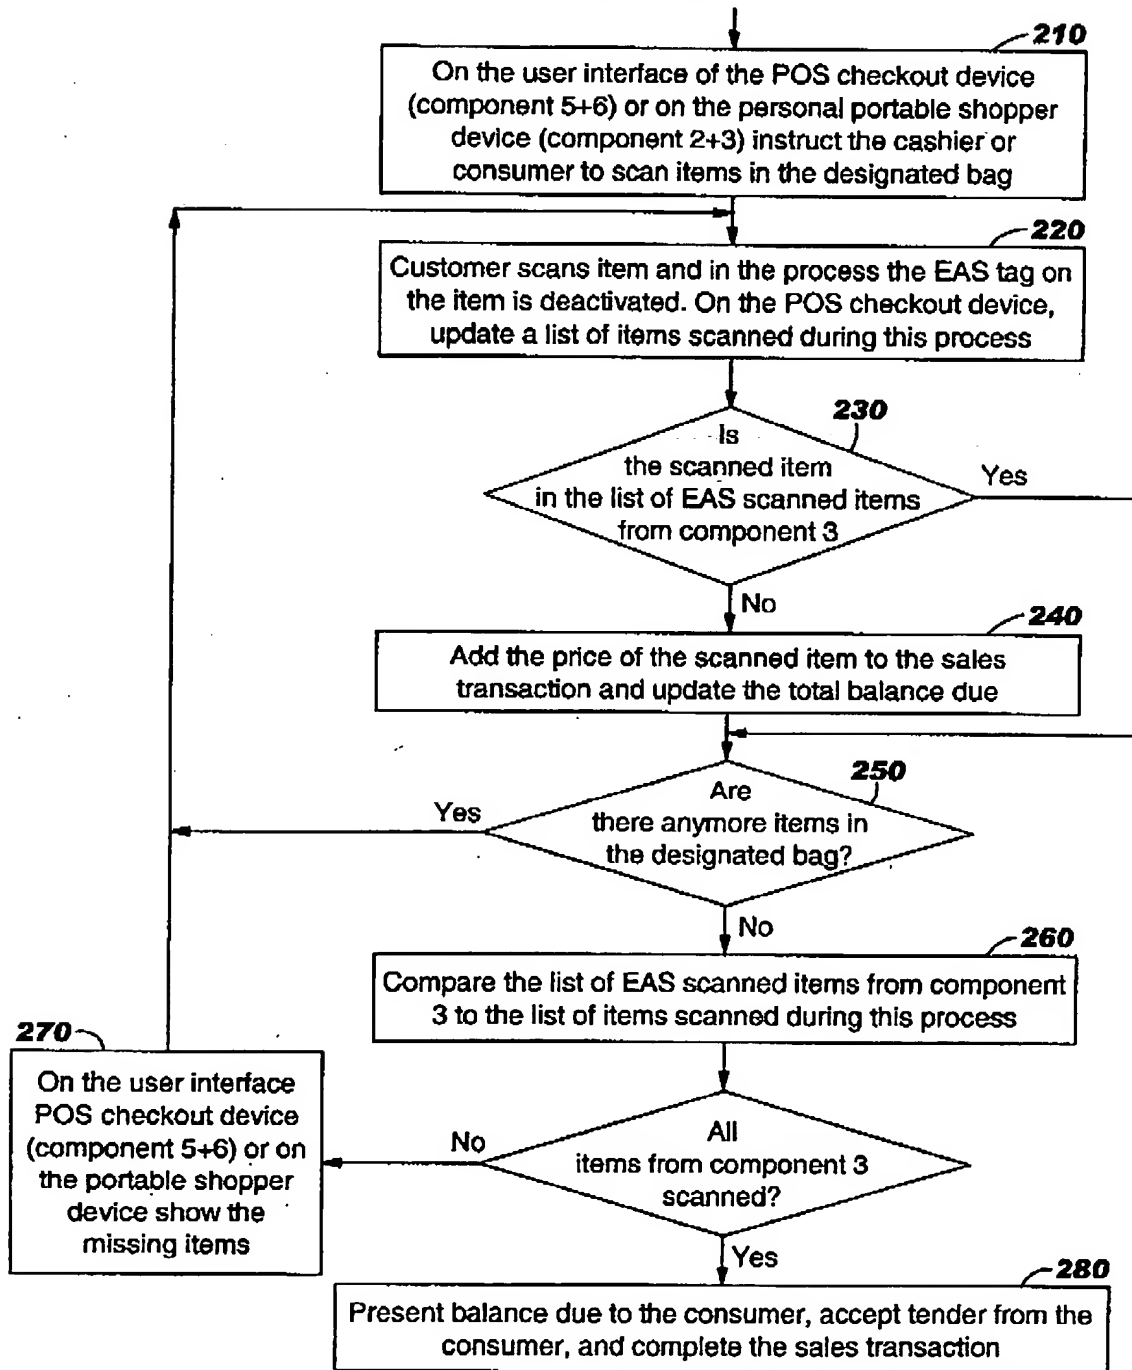 210
On the user interface of the POS checkout device
(component 5+6) or on the personal portable shopper
device (component 2+3) instruct the cashier or
consumer to scan items in the designated bag
220
Customer scans item and in the process the EAS tag on
the item is deactivated. On the POS checkout device,
update a list of items scanned during this process
230
Is
the scanned item
in the list of EAS scanned items
from component 3
Yes
No
240
Add the price of the scanned item to the sales
transaction and update the total balance due
250
Are
there anymore items in
the designated bag?
Yes
No
260
Compare the list of EAS scanned items from component
3 to the list of items scanned during this process
270
On the user interface
POS checkout device
(component 5+6) or on
the portable shopper
device show the
missing items
All
items from component 3
scanned?
No
Yes
280
Present balance due to the consumer, accept tender from the
consumer, and complete the sales transaction